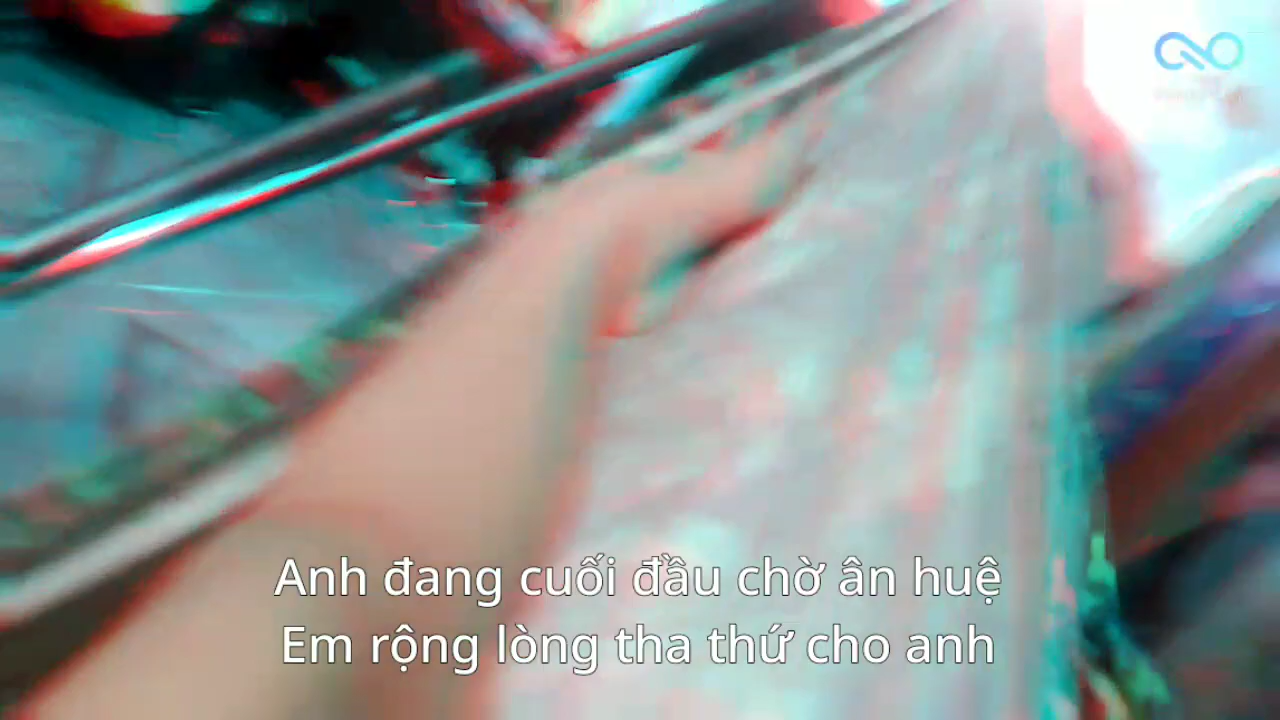 Anh đang cuối đầu chờ ân huệ
Em rộng lòng tha thứ cho anh